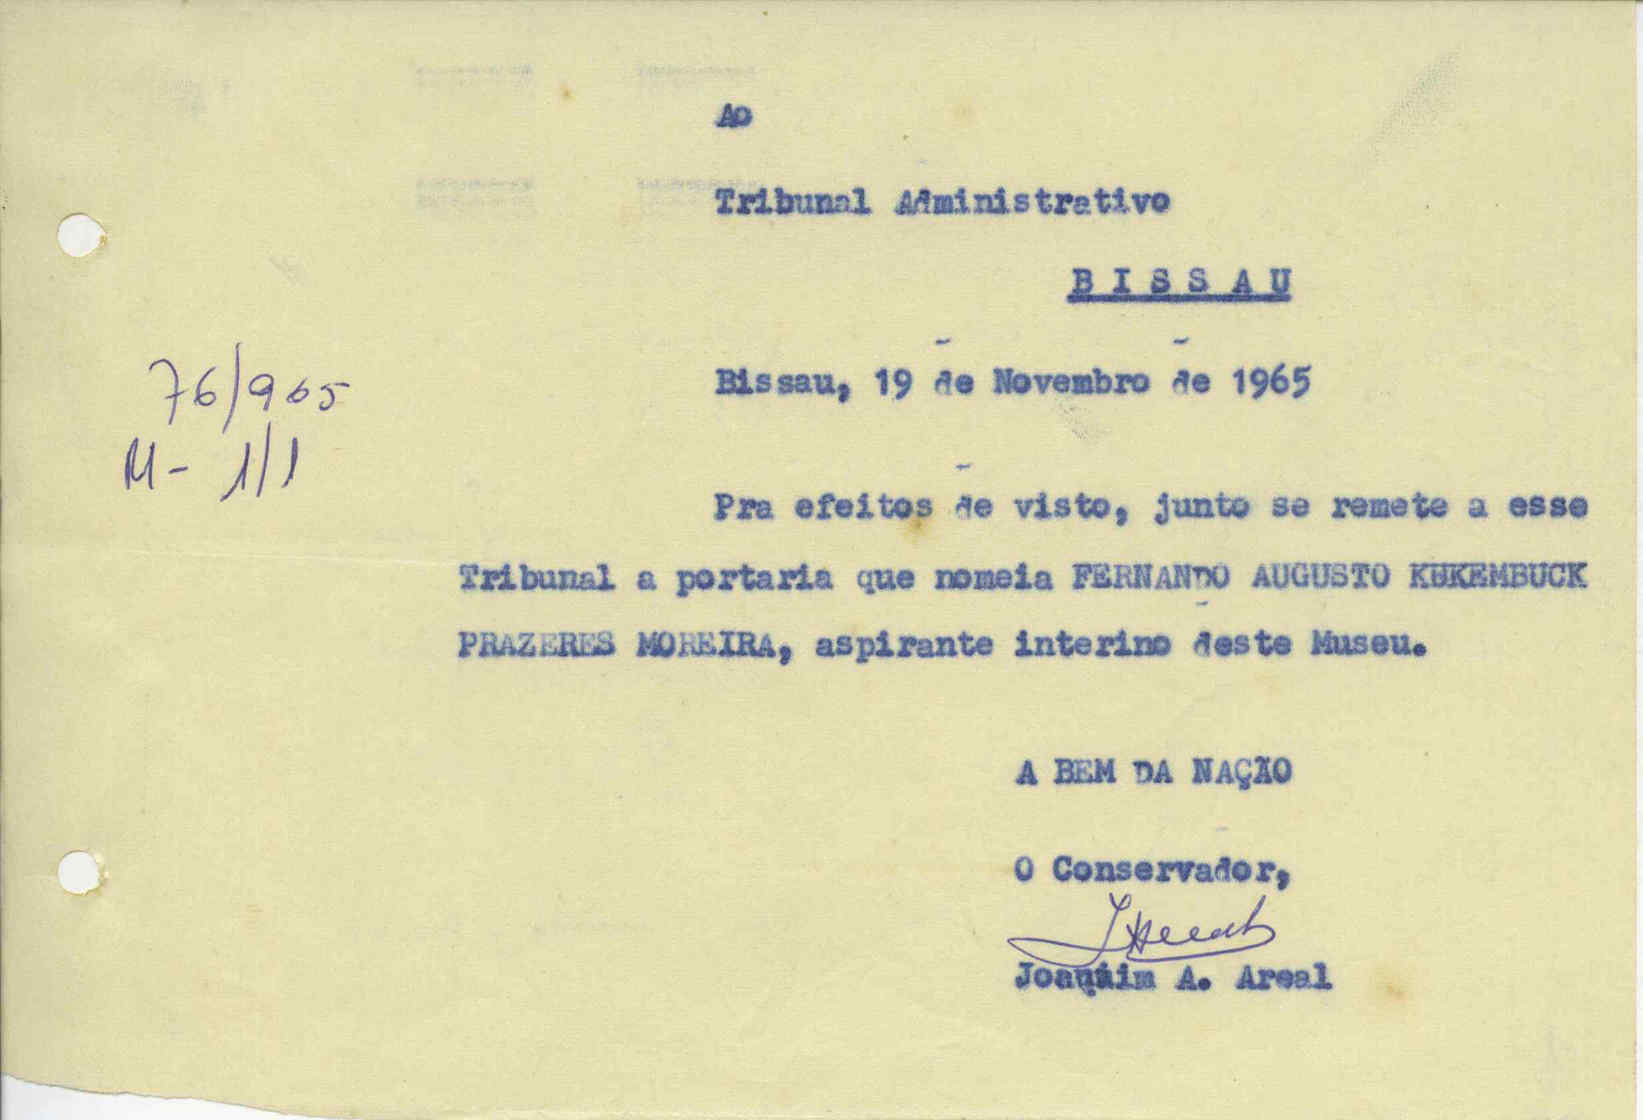 Ao
Tribunal Administrativo
B I S S A U
Bissau, 19 de Novembro de 1965
76/965
M- 1/1
Pra efeitos de visto, junto se remete a esse
Tribunal a portaria que nomeia FERNANDO AUGUSTO KUKEMBUCK
PRAZERES MOREIRA, aspirante interino deste Museu.
A BEM DA NAÇÃO
O Conservador,
JAreal
Joaquim A. Areal